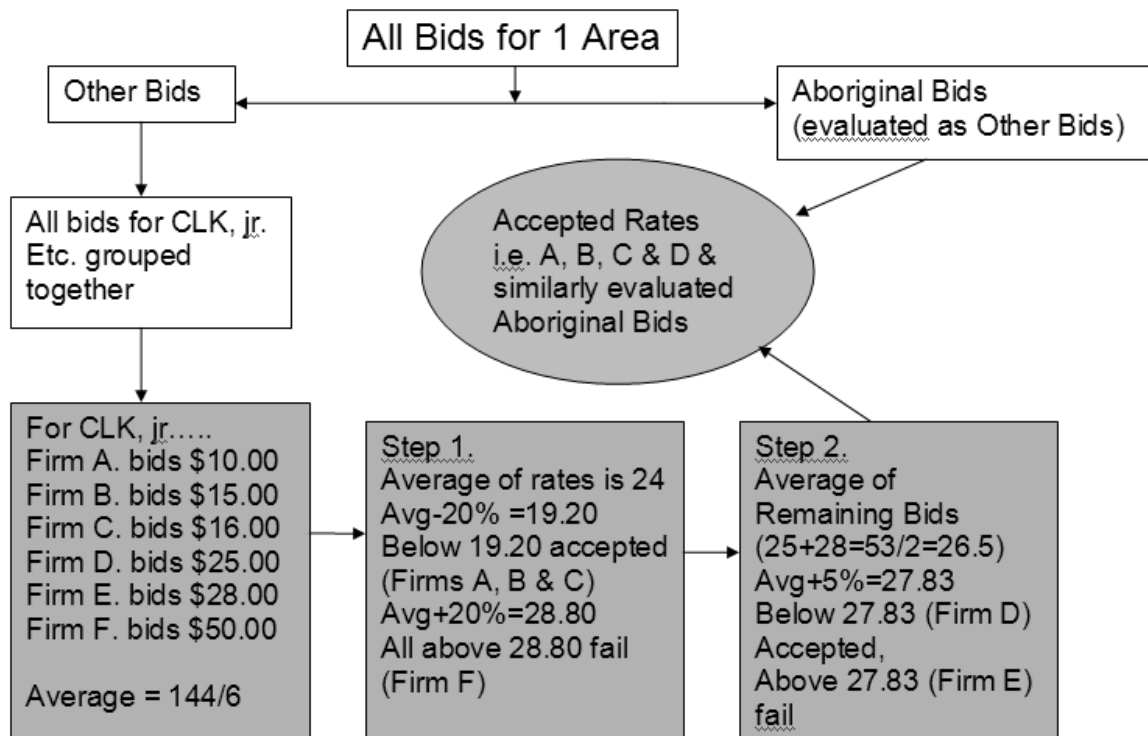 All Bids for 1 Area
Other Bids
Aboriginal Bids
(evaluated as Other Bids)
All bids for CLK, jr.
Etc. grouped
together
Accepted Rates
i.e. A, B, C & D &
similarly evaluated
Aboriginal Bids
For CLK, jr…..
Firm A. bids $10.00
Firm B. bids $15.00
Firm C. bids $16.00
Firm D. bids $25.00
Firm E. bids $28.00
Firm F. bids $50.00
Average = 144/6
Step 1.
Average of rates is 24
Avg-20% =19.20
Below 19.20 accepted
(Firms A, B & C)
Avg+20%=28.80
All above 28.80 fail
(Firm F)
Step 2.
Average of
Remaining Bids
(25+28=53/2=26.5)
Avg+5%=27.83
Below 27.83 (Firm D)
Accepted,
Above 27.83 (Firm E)
fail